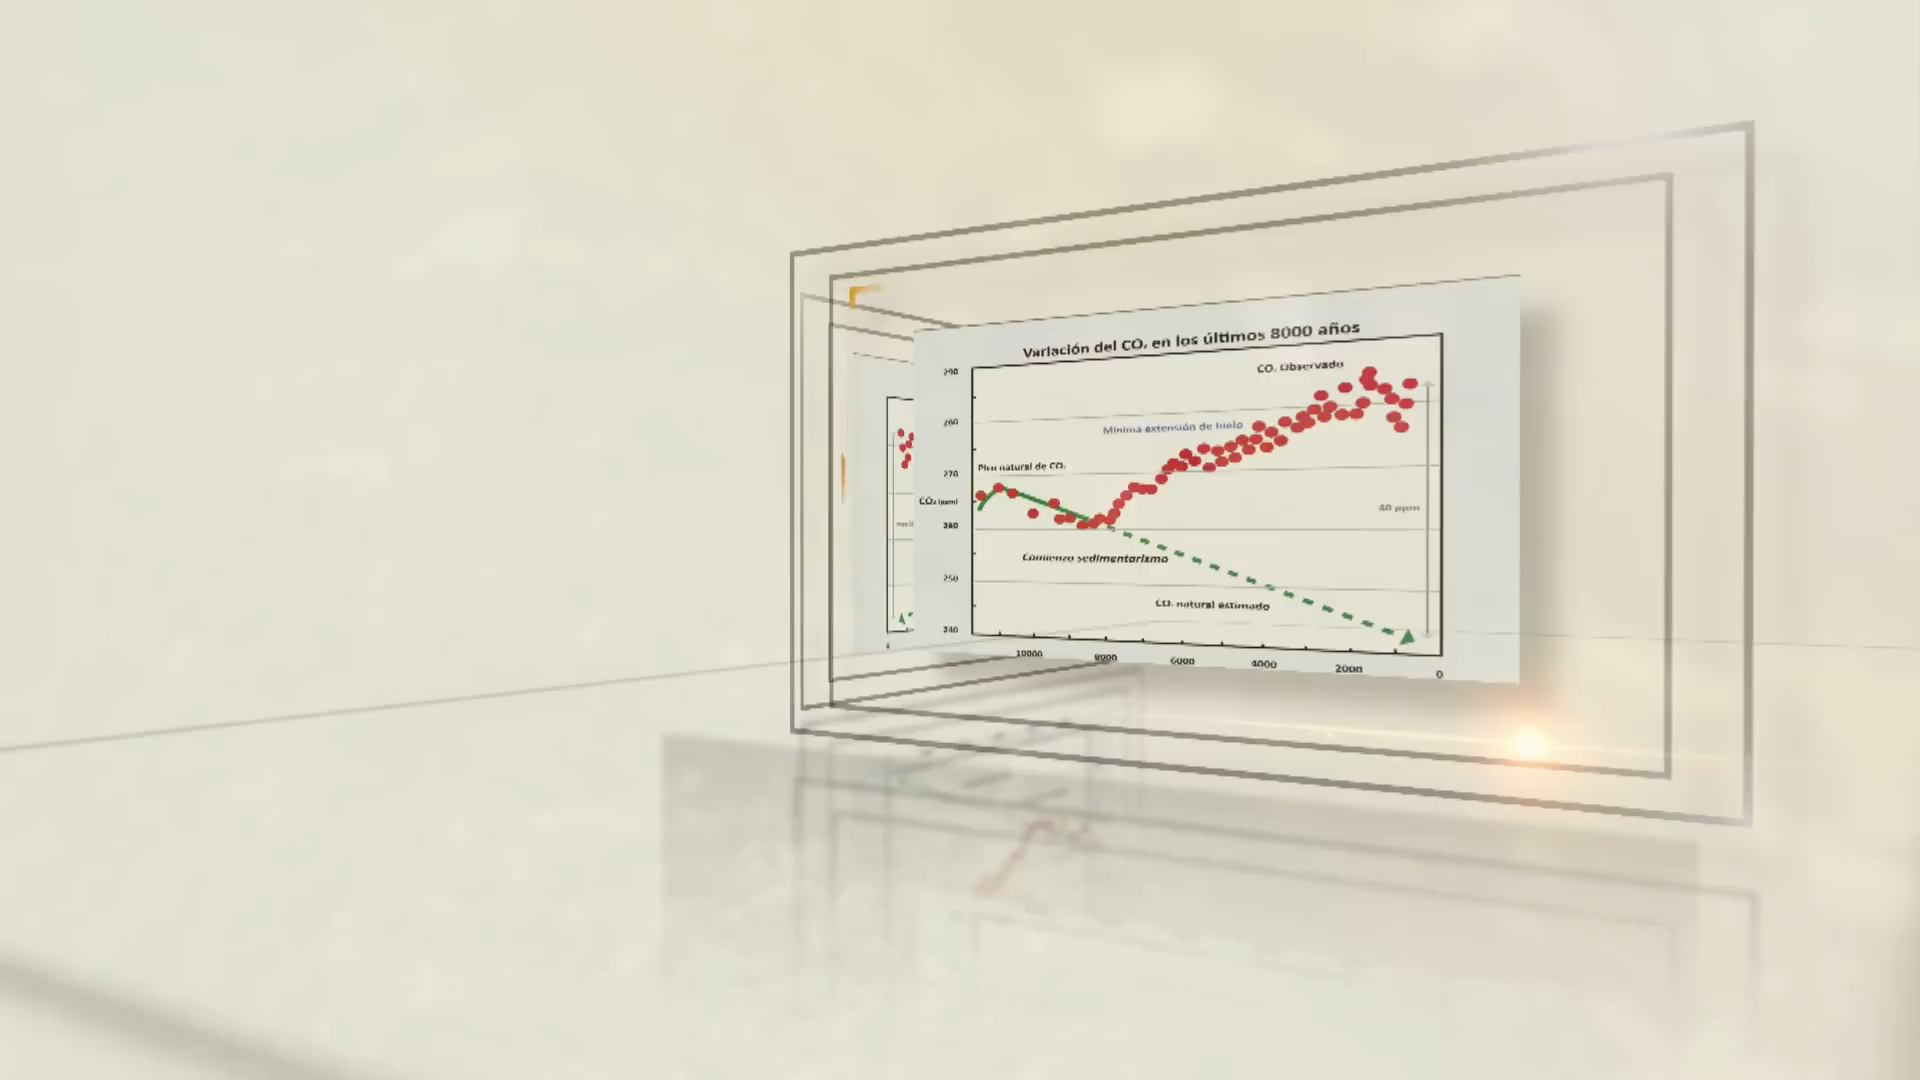 Variación del CO₂ en los últimos 8000 años
CO₂ Observado
290
280
Mínima extensión de hielo
Pico natural de CO₂
270
CO₂ (ppm)
40 ppm
260
Comienzo sedimentarismo
250
CO₂ natural estimado
240
10000 8000 6000 4000 2000 0